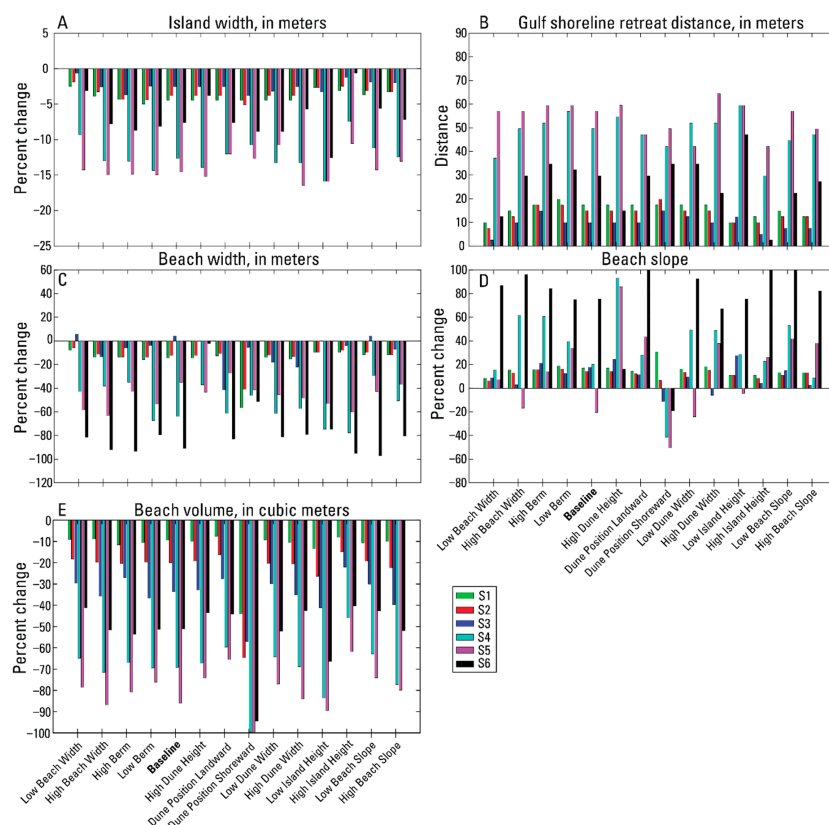 A Island width, in meters
Percent change
5
0
−5
−10
−15
−20
−25
B Gulf shoreline retreat distance, in meters
Distance
90
80
70
60
50
40
30
20
10
0
C Beach width, in meters
Percent change
60
40
20
0
−20
−40
−60
−80
−100
−120
D Beach slope
Percent change
100
80
60
40
20
0
−20
−40
−60
−80
Low Beach Width
High Beach Width
High Berm
Low Berm
Baseline
High Dune Height
Dune Position Landward
Dune Position Shoreward
Low Dune Width
High Dune Width
Low Island Height
High Island Height
Low Beach Slope
High Beach Slope
E Beach volume, in cubic meters
Percent change
0
−10
−20
−30
−40
−50
−60
−70
−80
−90
−100
Low Beach Width
High Beach Width
High Berm
Low Berm
Baseline
High Dune Height
Dune Position Landward
Dune Position Shoreward
Low Dune Width
High Dune Width
Low Island Height
High Island Height
Low Beach Slope
High Beach Slope
S1
S2
S3
S4
S5
S6